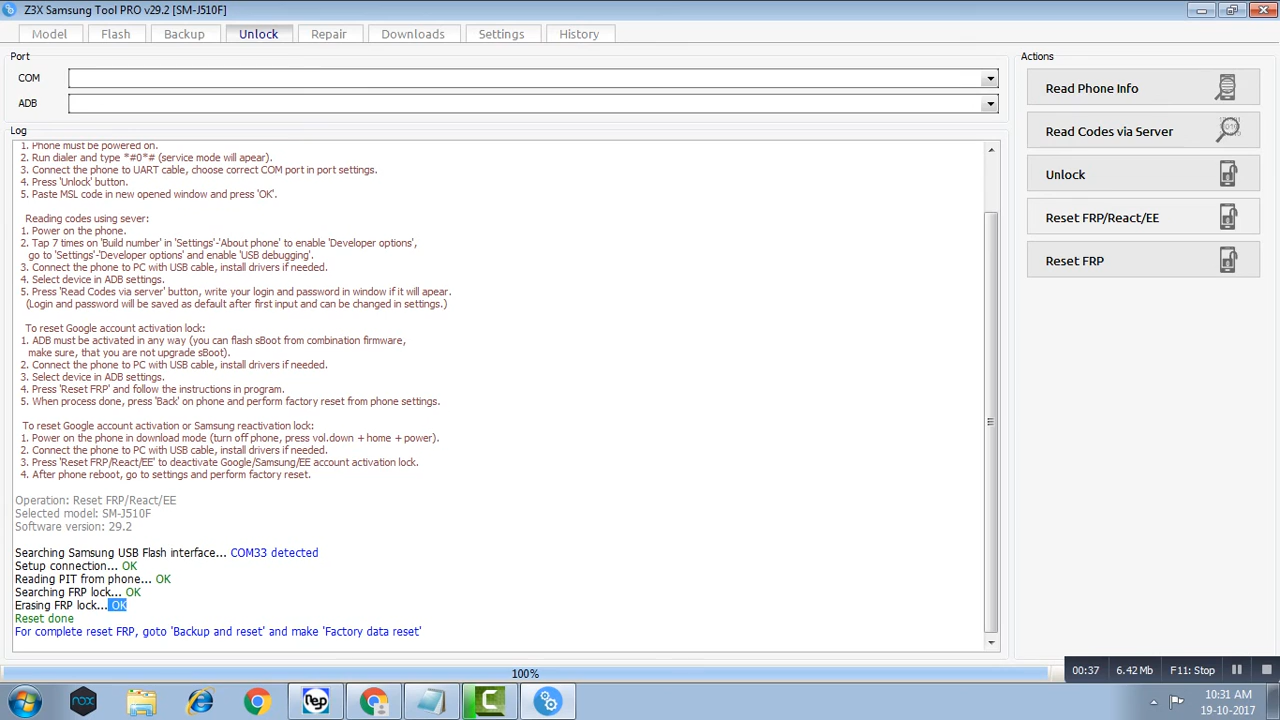 Z3X Samsung Tool PRO v29.2 [SM-J510F]
Model Flash Backup Unlock Repair Downloads Settings History
Port
COM
ADB
Log
1. Phone must be powered on.
2. Run dialer and type *#0*# (service mode will apear).
3. Connect the phone to UART cable, choose correct COM port in port settings.
4. Press 'Unlock' button.
5. Paste MSL code in new opened window and press 'OK'.
Reading codes using sever:
1. Power on the phone.
2. Tap 7 times on 'Build number' in 'Settings'-'About phone' to enable 'Developer options',
go to 'Settings'-'Developer options' and enable 'USB debugging'.
3. Connect the phone to PC with USB cable, install drivers if needed.
4. Select device in ADB settings.
5. Press 'Read Codes via server' button, write your login and password in window if it will apear.
(Login and password will be saved as default after first input and can be changed in settings.)
To reset Google account activation lock:
1. ADB must be activated in any way (you can flash sBoot from combination firmware,
make sure, that you are not upgrade sBoot).
2. Connect the phone to PC with USB cable, install drivers if needed.
3. Select device in ADB settings.
4. Press 'Reset FRP' and follow the instructions in program.
5. When process done, press 'Back' on phone and perform factory reset from phone settings.
To reset Google account activation or Samsung reactivation lock:
1. Power on the phone in download mode (turn off phone, press vol.down + home + power).
2. Connect the phone to PC with USB cable, install drivers if needed.
3. Press 'Reset FRP/React/EE' to deactivate Google/Samsung/EE account activation lock.
4. After phone reboot, go to settings and perform factory reset.
Operation: Reset FRP/React/EE
Selected model: SM-J510F
Software version: 29.2
Searching Samsung USB Flash interface... COM33 detected
Setup connection... OK
Reading PIT from phone... OK
Searching FRP lock... OK
Erasing FRP lock... OK
Reset done
For complete reset FRP, goto 'Backup and reset' and make 'Factory data reset'
100%
Actions
Read Phone Info
Read Codes via Server
Unlock
Reset FRP/React/EE
Reset FRP
00:37 6.42 Mb F11: Stop
nox
nep
C
10:31 AM
19-10-2017